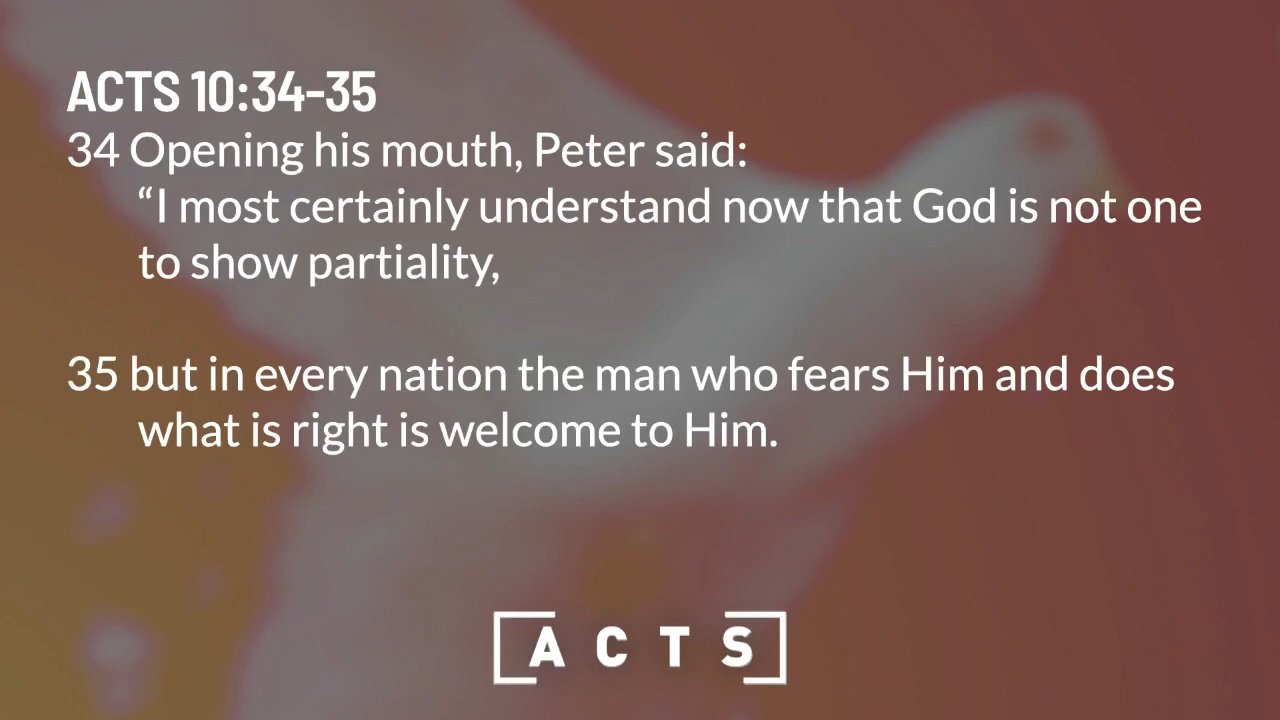 ACTS 10:34-35
34 Opening his mouth, Peter said:
“I most certainly understand now that God is not one
to show partiality,
35 but in every nation the man who fears Him and does
what is right is welcome to Him.
ACTS